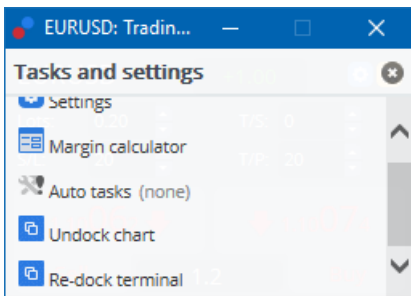 EURUSD: Tradin...
Tasks and settings
Settings
Margin calculator
Auto tasks (none)
Undock chart
Re-dock terminal